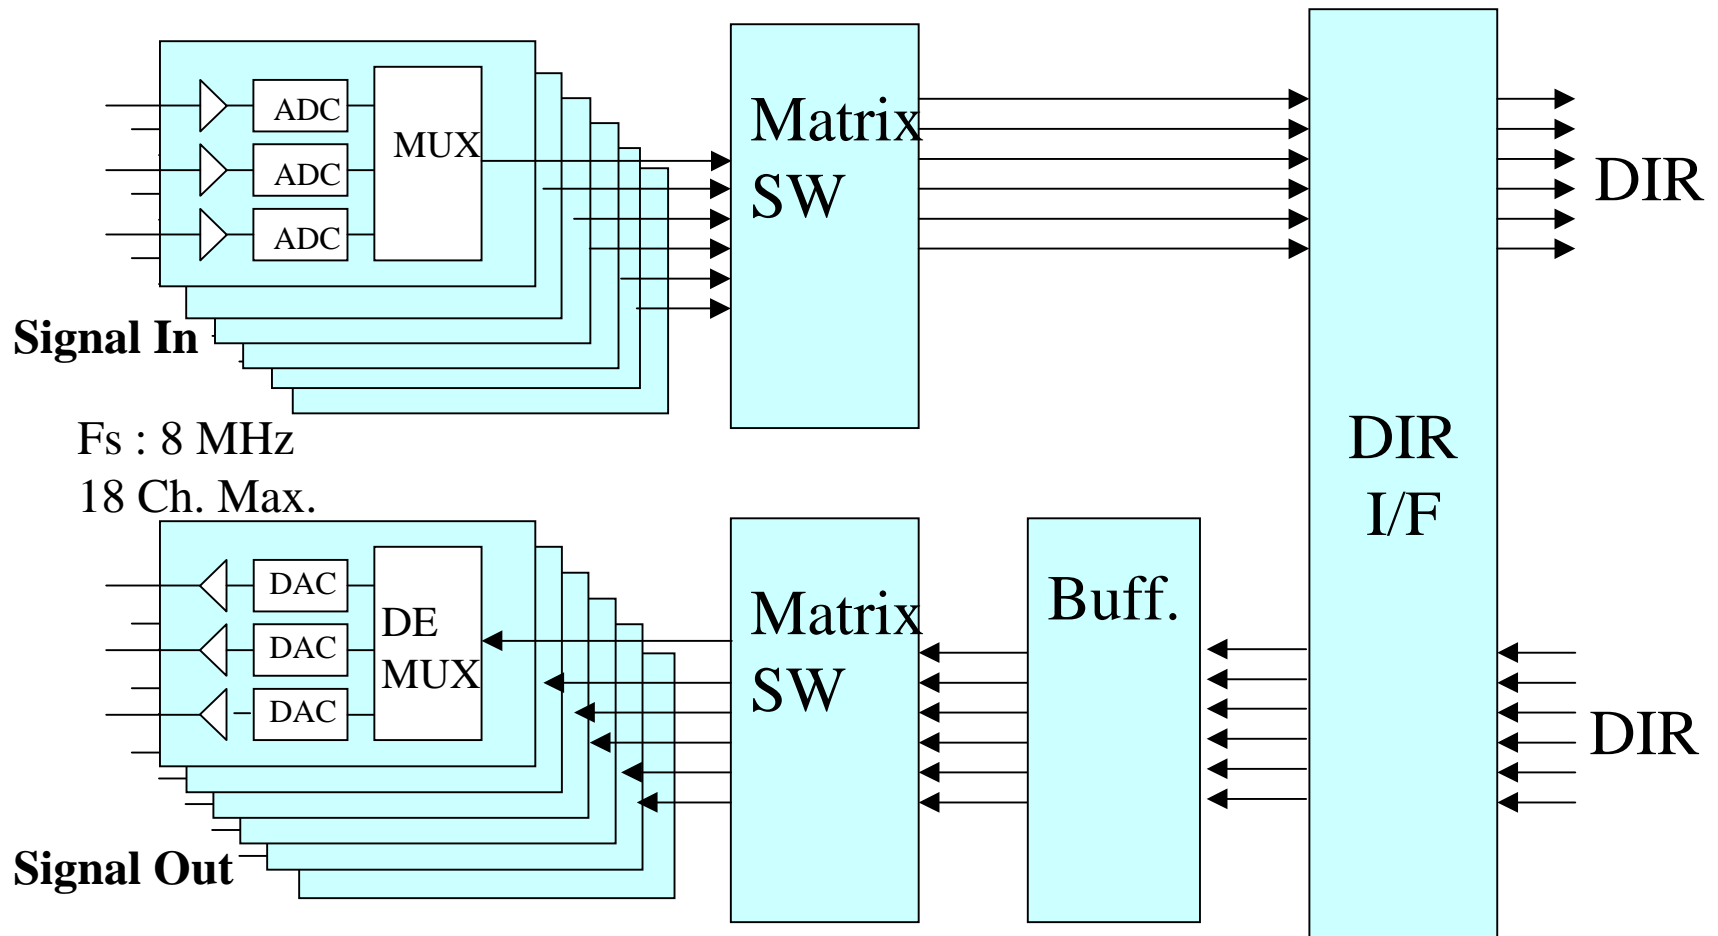 ADC
ADC
ADC
MUX
Matrix
SW
DIR
Signal In
Fs : 8 MHz
18 Ch. Max.
DIR
I/F
DAC
DAC
DAC
DE
MUX
Matrix
SW
Buff.
DIR
Signal Out